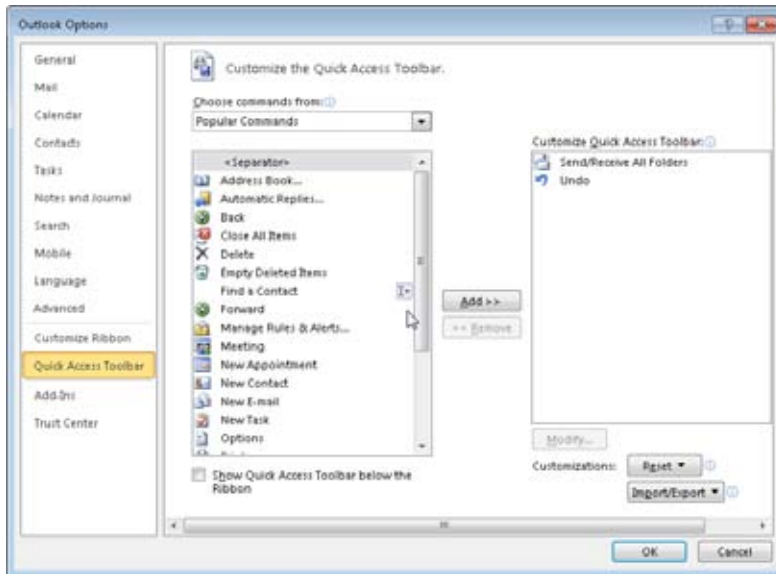 Outlook Options
General
Mail
Calendar
Contacts
Tasks
Notes and Journal
Search
Mobile
Language
Advanced
Customize Ribbon
Quick Access Toolbar
Add-Ins
Trust Center
Customize the Quick Access Toolbar.
Choose commands from:
Popular Commands
<Separator>
Address Book...
Automatic Replies...
Back
Close All Items
Delete
Empty Deleted Items
Find a Contact
Forward
Manage Rules & Alerts...
Meeting
New Appointment
New Contact
New E-mail
New Task
Options
Show Quick Access Toolbar below the
Ribbon
Add >>
<< Remove
Customize Quick Access Toolbar:
Send/Receive All Folders
Undo
Modify...
Customizations:
Reset
Import/Export
OK
Cancel